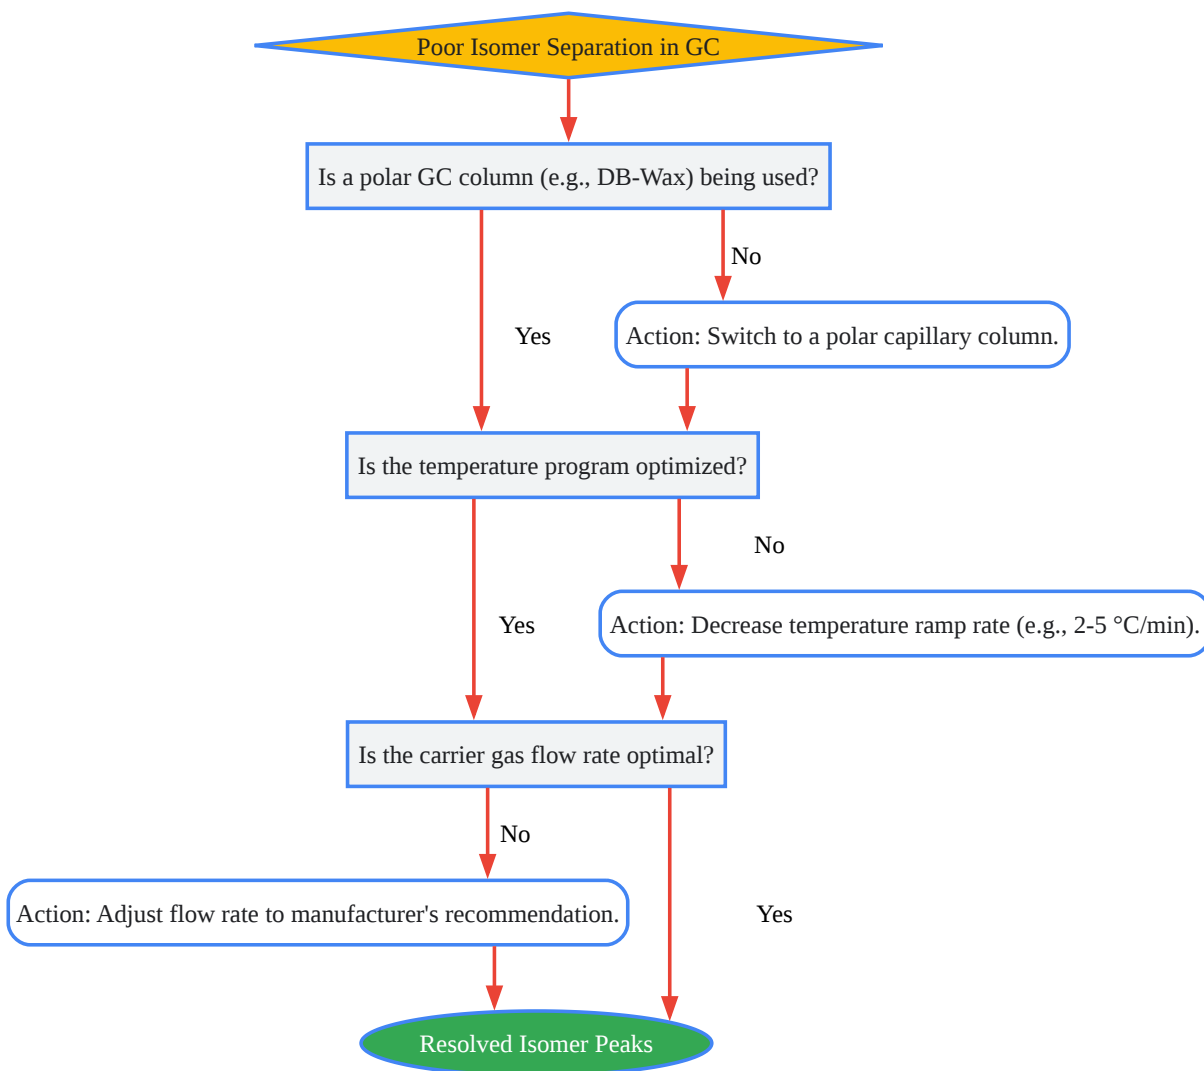 Poor Isomer Separation in GC
Is a polar GC column (e.g., DB-Wax) being used?
No
Yes
Action: Switch to a polar capillary column.
Is the temperature program optimized?
No
Yes
Action: Decrease temperature ramp rate (e.g., 2-5 °C/min).
Is the carrier gas flow rate optimal?
No
Action: Adjust flow rate to manufacturer's recommendation.
Yes
Resolved Isomer Peaks